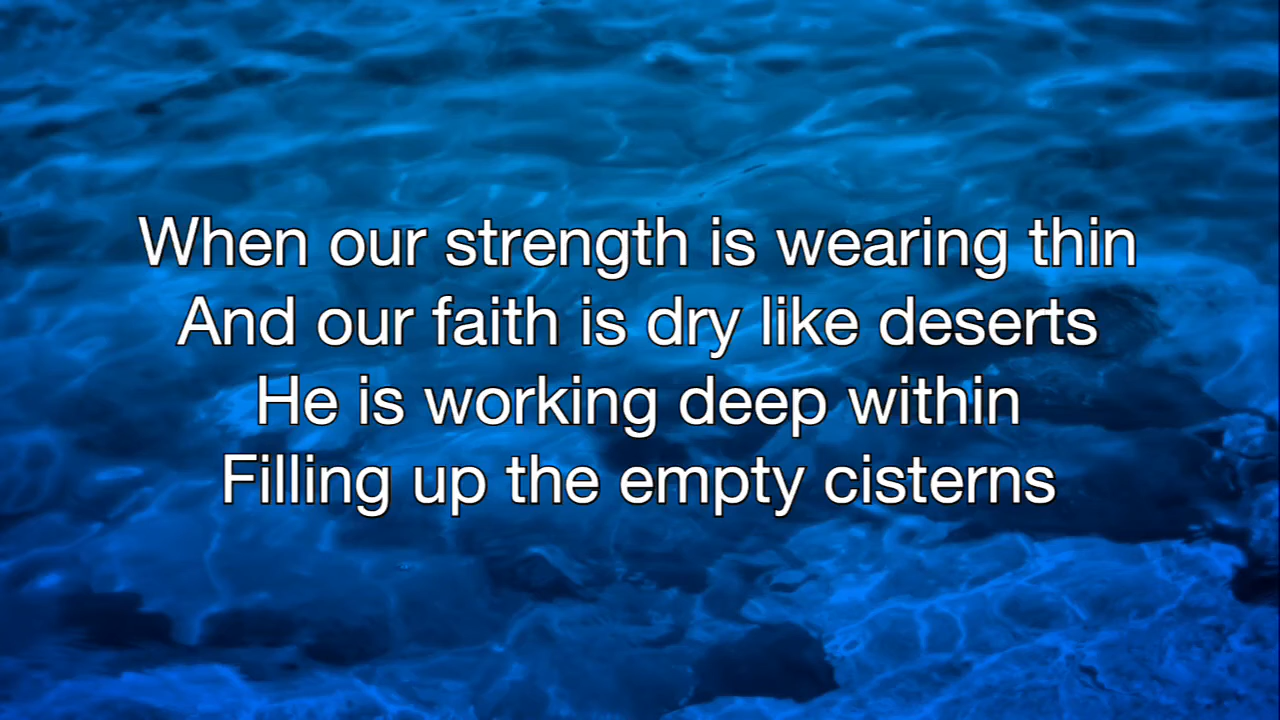 When our strength is wearing thin
And our faith is dry like deserts
He is working deep within
Filling up the empty cisterns